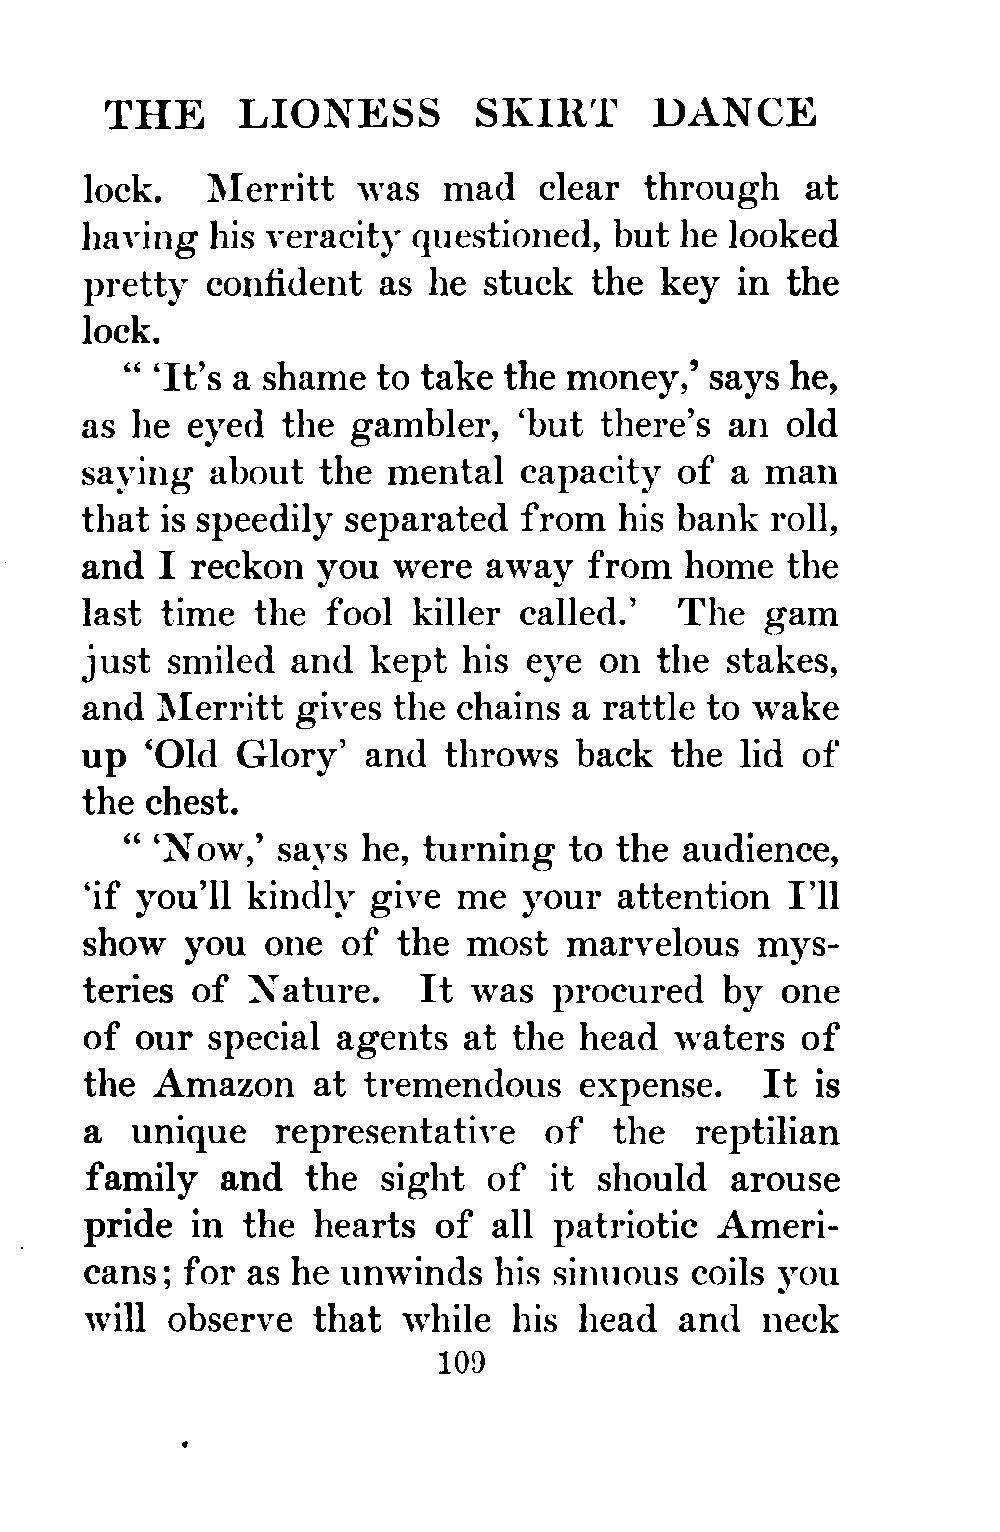 THE LIONESS SKIRT DANCE
lock. Merritt was mad clear through at
having his veracity questioned, but he looked
pretty confident as he stuck the key in the
lock.
" 'It's a shame to take the money,' says he,
as he eyed the gambler, 'but there's an old
saying about the mental capacity of a man
that is speedily separated from his bank roll,
and I reckon you were away from home the
last time the fool killer called.' The gam
just smiled and kept his eye on the stakes,
and Merritt gives the chains a rattle to wake
up 'Old Glory' and throws back the lid of
the chest.
" 'Now,' says he, turning to the audience,
'if you'll kindly give me your attention I'll
show you one of the most marvelous mys-
teries of Nature. It was procured by one
of our special agents at the head waters of
the Amazon at tremendous expense. It is
a unique representative of the reptilian
family and the sight of it should arouse
pride in the hearts of all patriotic Ameri-
cans; for as he unwinds his sinuous coils you
will observe that while his head and neck
109